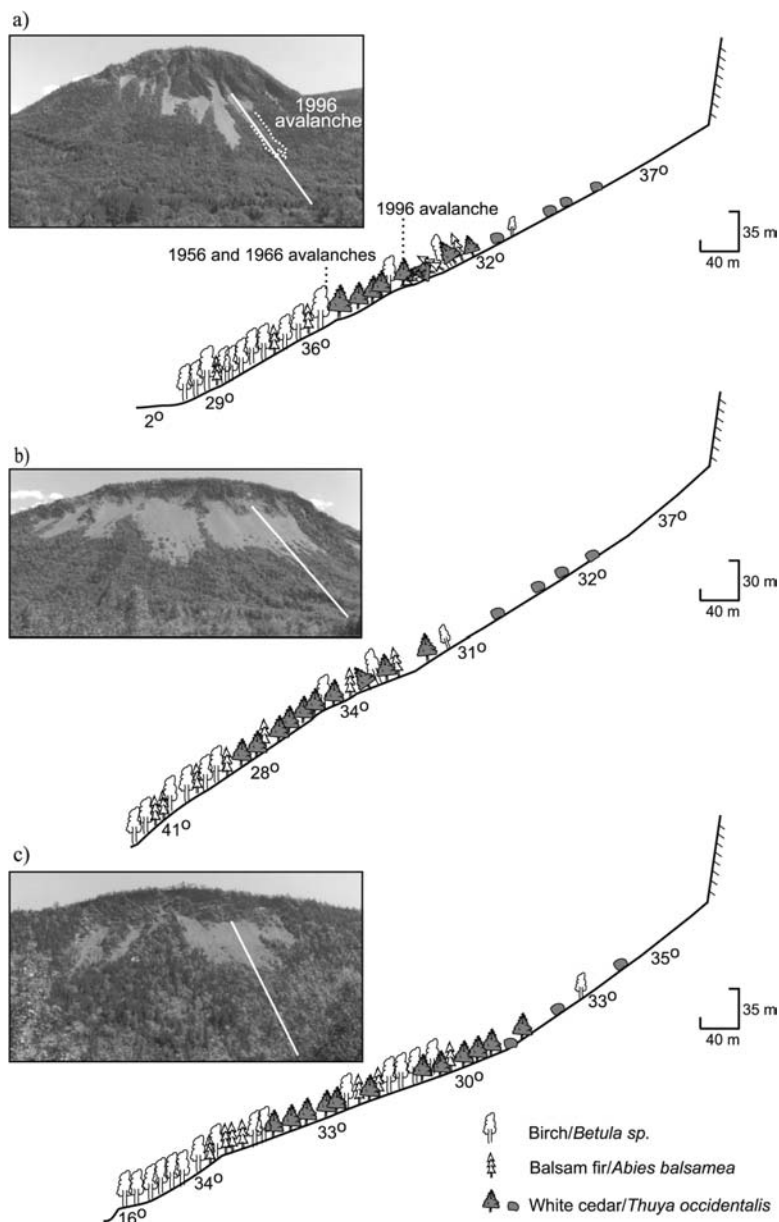 a)
1996
avalanche
37°
1996 avalanche
35 m
40 m
1956 and 1966 avalanches
32°
36°
29°
2°
b)
37°
30 m
40 m
32°
31°
34°
28°
41°
c)
35°
35 m
40 m
33°
30°
33°
34°
16°
Birch/Betula sp.
Balsam fir/Abies balsamea
White cedar/Thuya occidentalis